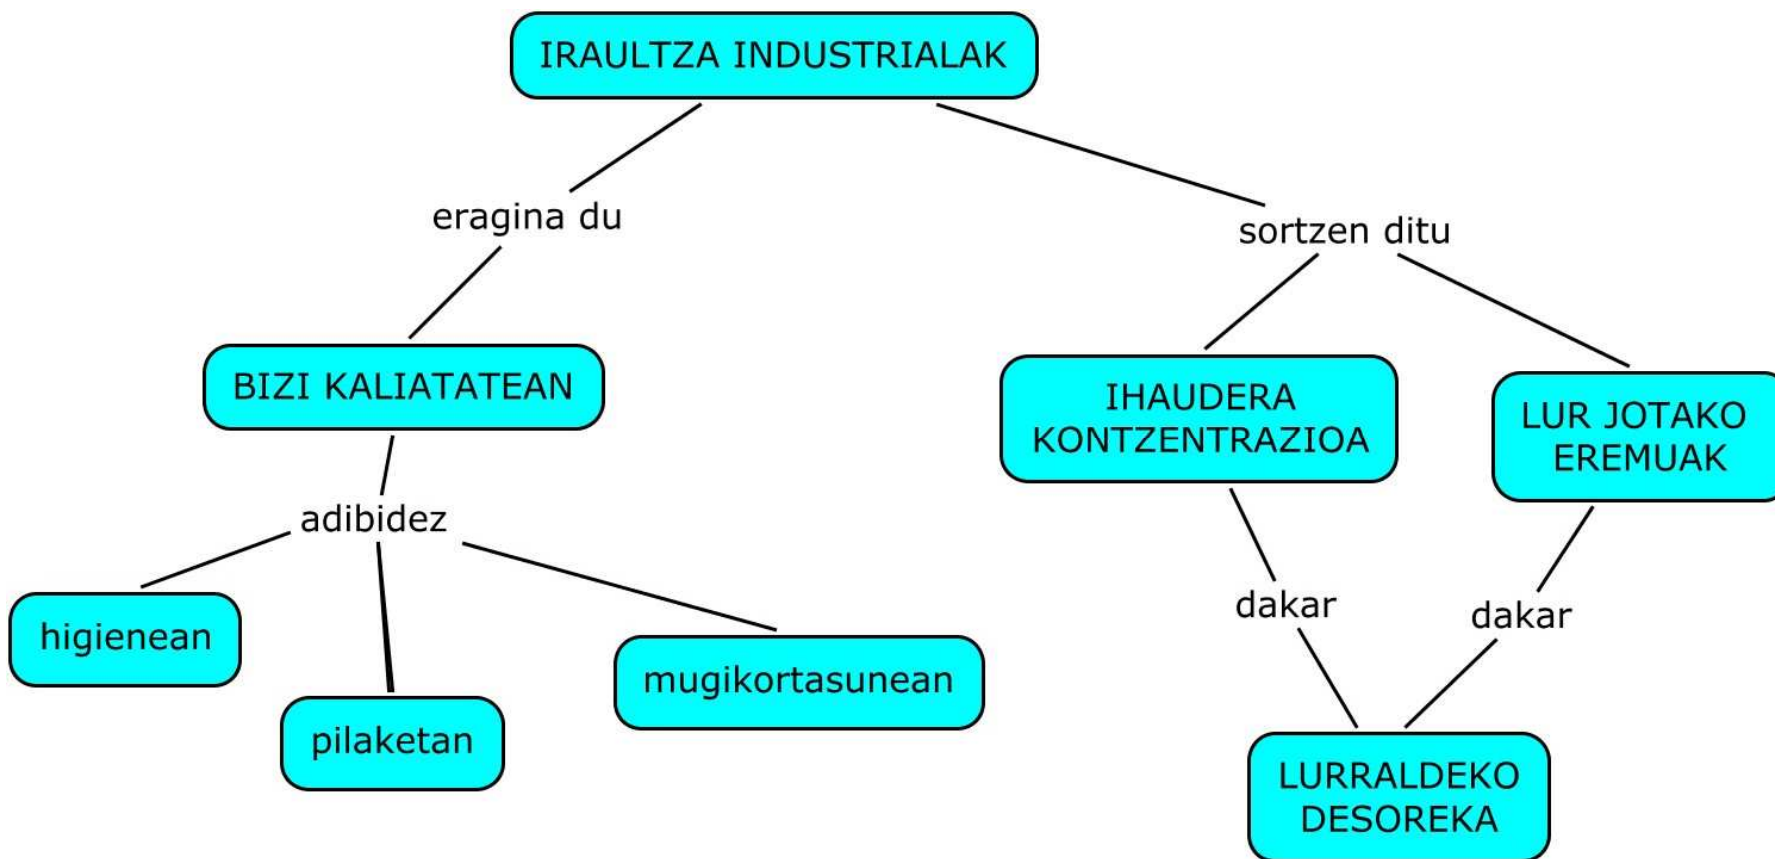 IRAULTZA INDUSTRIALAK
eragina du
sortzen ditu
BIZI KALIATATEAN
IHAUDERA
KONTZENTRAZIOA
LUR JOTAKO
EREMUAK
adibidez
dakar
dakar
higienean
pilaketan
mugikortasunean
LURRALDEKO
DESOREKA